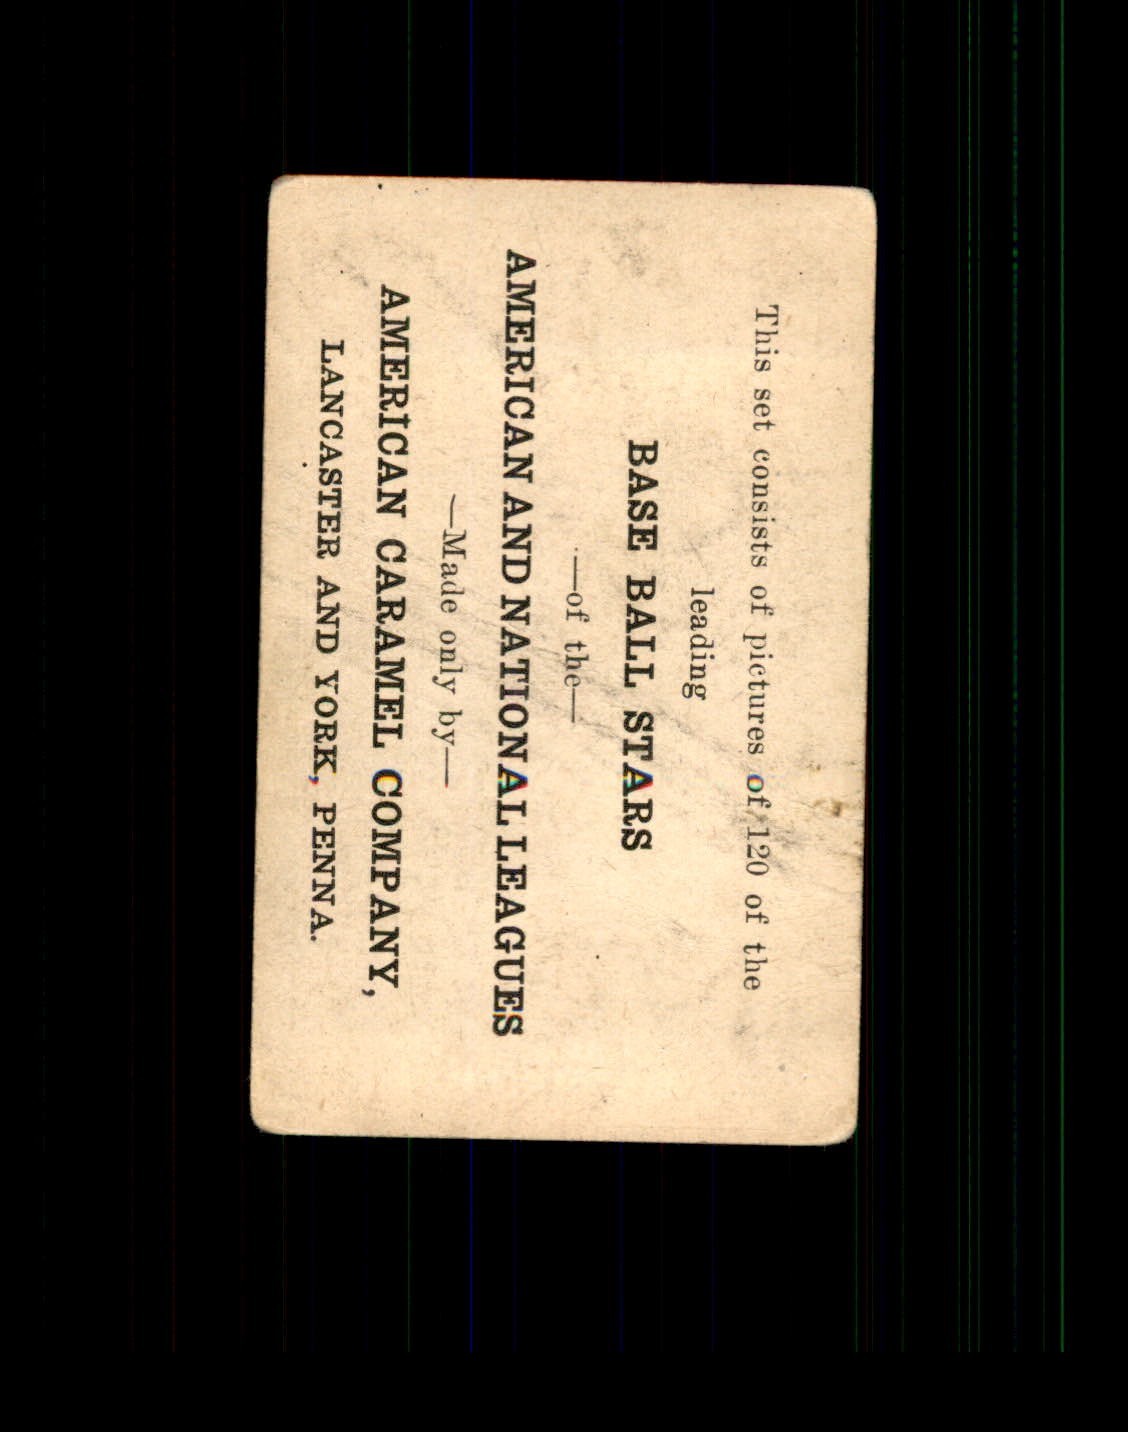 This set consists of pictures of 120 of the
leading
BASE BALL STARS
—of the—
AMERICAN AND NATIONAL LEAGUES
—Made only by—
AMERICAN CARAMEL COMPANY,
LANCASTER AND YORK, PENNA.